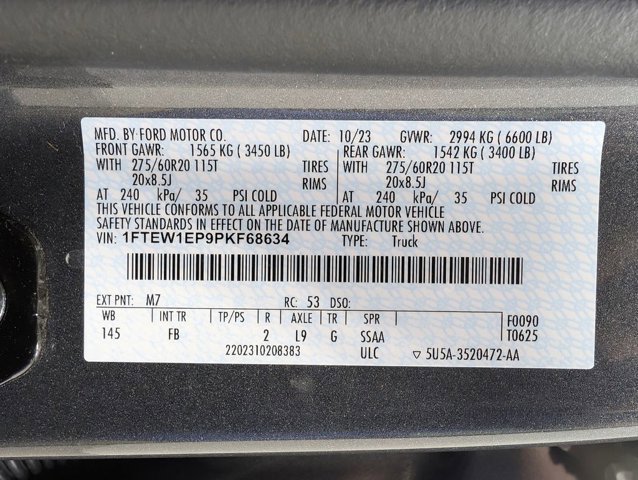 MFD. BY FORD MOTOR CO. DATE: 10/23 GVWR: 2994 KG ( 6600 LB)
FRONT GAWR: 1565 KG ( 3450 LB) REAR GAWR: 1542 KG ( 3400 LB)
WITH 275/60R20 115T TIRES WITH 275/60R20 115T TIRES
20x8.5J RIMS 20x8.5J RIMS
AT 240 kPa/ 35 PSI COLD AT 240 kPa/ 35 PSI COLD
THIS VEHICLE CONFORMS TO ALL APPLICABLE FEDERAL MOTOR VEHICLE
SAFETY STANDARDS IN EFFECT ON THE DATE OF MANUFACTURE SHOWN ABOVE.
VIN: 1FTEW1EP9PKF68634 TYPE: Truck
EXT PNT: M7 RC: 53 DSO:
WB INT TR TP/PS R AXLE TR SPR F0090
145 FB 2 L9 G SSAA T0625
2202310208383 ULC ▽ 5U5A-3520472-AA